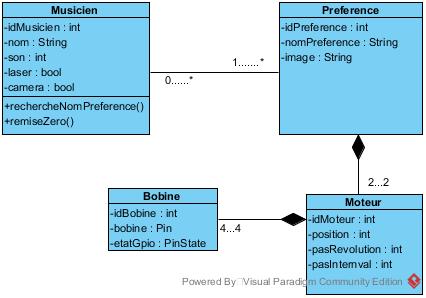 Musicien
-idMusicien : int
-nom : String
-son : int
-laser : bool
-camera : bool
+rechercheNomPreference()
+remiseZero()
1.......*
0......*
Preference
-idPreference : int
-nomPreference : String
-image : String
2...2
Bobine
-idBobine : int
-bobine : Pin
-etatGpio : PinState
4...4
Moteur
-idMoteur : int
-position : int
-pasRevolution : int
-pasInterval : int
Powered By Visual Paradigm Community Edition